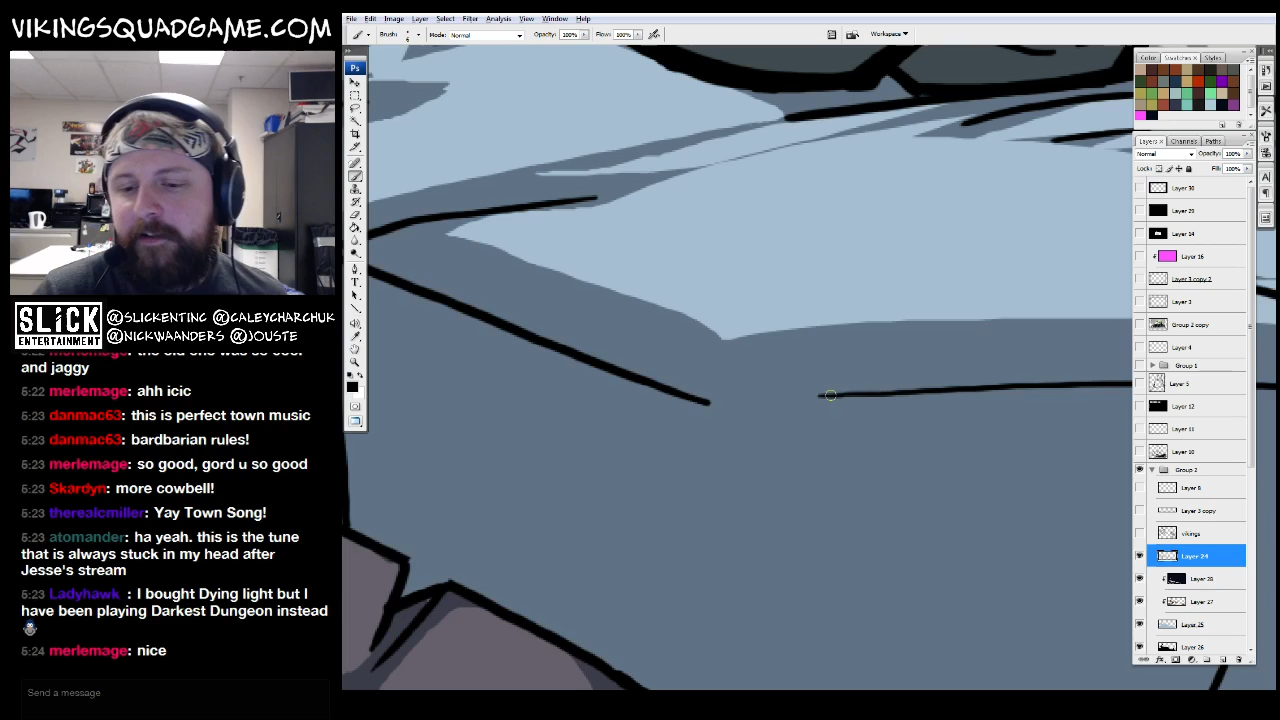 VIKINGSQUADGAME.COM
SLICK
ENTERTAINMENT
@SLICKENTINC @CALEYCHARCHUK
@NICKWAANDERS @JOUSTE
and jaggy
5:22 merlemage: ahh icic
5:23 danmac63: this is perfect town music
5:23 danmac63: bardbarian rules!
5:23 merlemage: so good, gord u so good
5:23 Skardyn: more cowbell!
5:23 therealcmiller: Yay Town Song!
5:23 atomander: ha yeah. this is the tune
that is always stuck in my head after
Jesse's stream
5:23 Ladyhawk : I bought Dying light but I
have been playing Darkest Dungeon instead
5:24 merlemage: nice
Send a message
File Edit Image Layer Select Filter Analysis View Window Help
Brush: Mode: Normal Opacity: 100% Flow: 100% Workspace
Ps
Color Swatches Styles
Layers Channels Paths
Normal Opacity: 100%
Lock: Fill: 100%
Layer 30
Layer 29
Layer 14
Layer 16
Layer 3 copy 2
Layer 3
Group 2 copy
Layer 4
Group 1
Layer 5
Layer 12
Layer 11
Layer 10
Group 2
Layer 8
Layer 3 copy
vikings
Layer 24
Layer 28
Layer 27
Layer 25
Layer 26